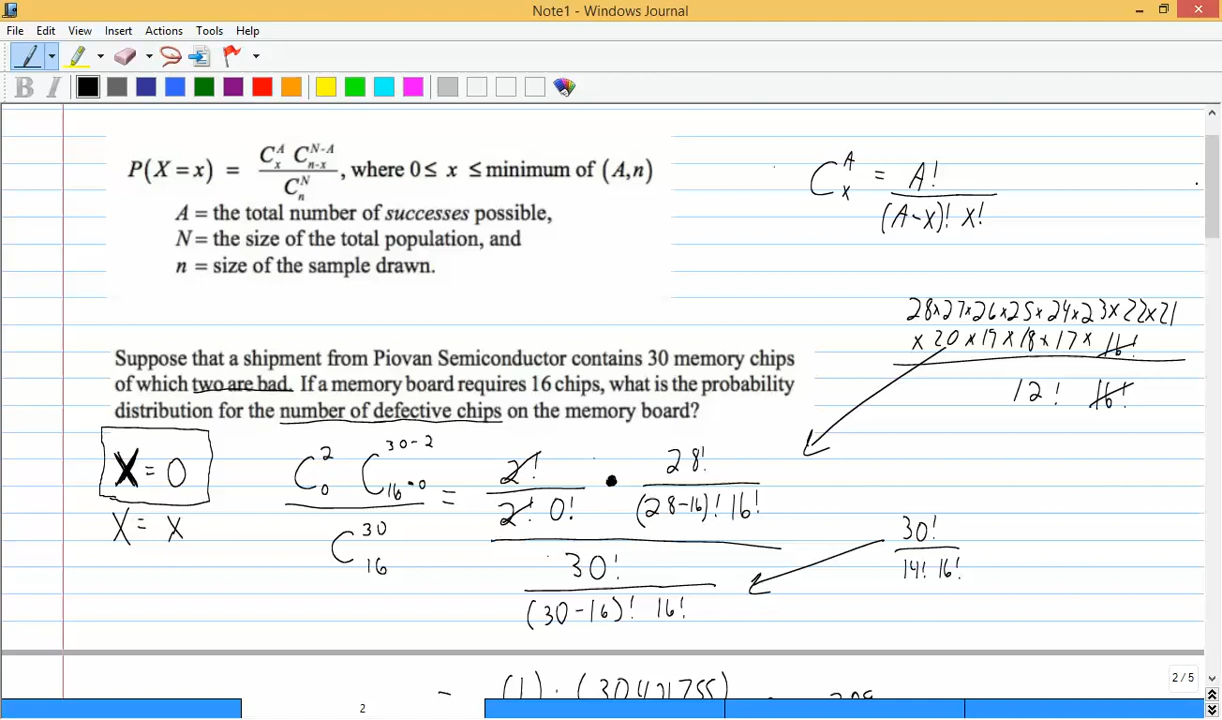 Note1 - Windows Journal
File Edit View Insert Actions Tools Help
B I
P(X = x) = C_x^A C_{n-x}^{N-A} / C_n^N , where 0 ≤ x ≤ minimum of (A,n)
A = the total number of successes possible,
N = the size of the total population, and
n = size of the sample drawn.
C_x^A = A! / (A-x)! x!
28×27×26×25×24×23×22×21
× 20 × 19 × 18 × 17 × 16!
12! 16!
Suppose that a shipment from Piovan Semiconductor contains 30 memory chips
of which two are bad. If a memory board requires 16 chips, what is the probability
distribution for the number of defective chips on the memory board?
X = 0
X = x
C_0^2 C_{16-0}^{30-2} / C_16^30 =
2! / 2! 0! • 28! / (28-16)! 16!
30! / (30-16)! 16!
30! / 14! 16!
= (1) · (30421755)
2 / 5
2